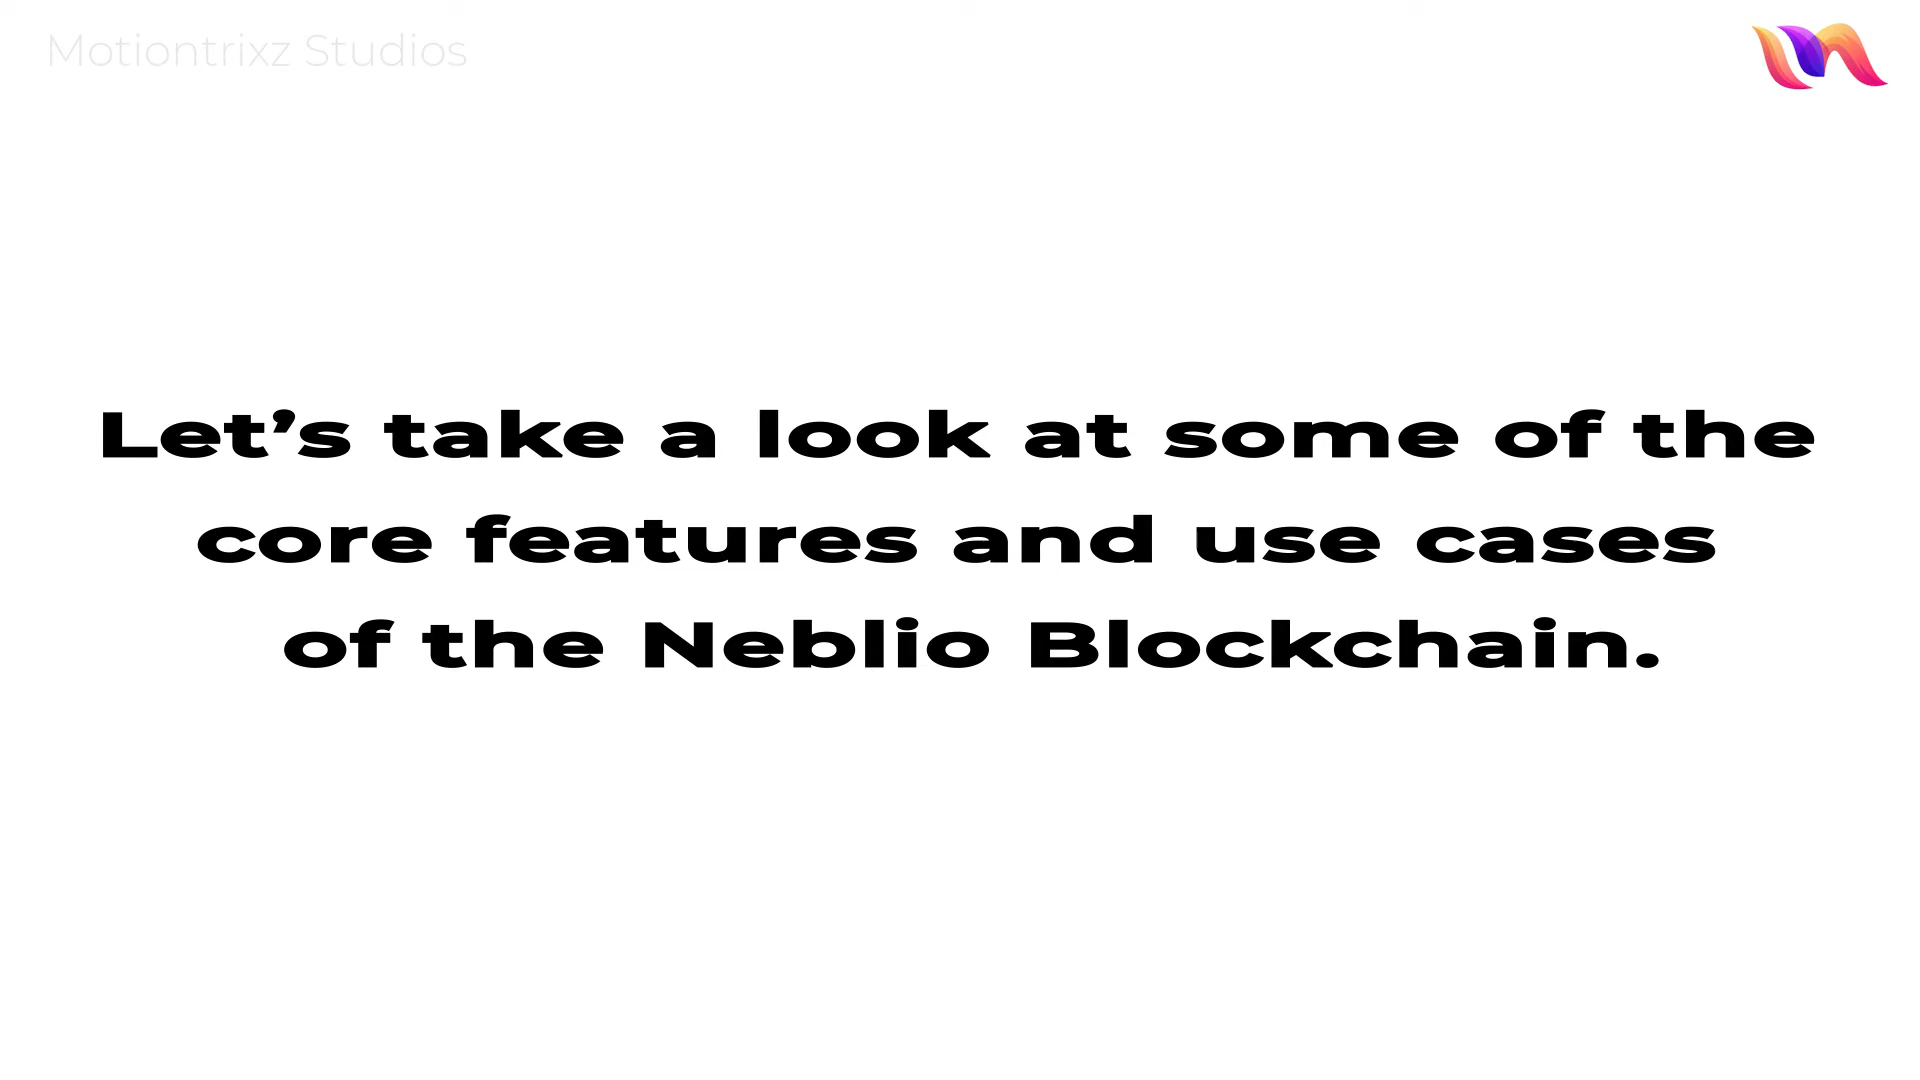 Motiontrixz Studios
Let’s take a look at some of the
core features and use cases
of the Neblio Blockchain.